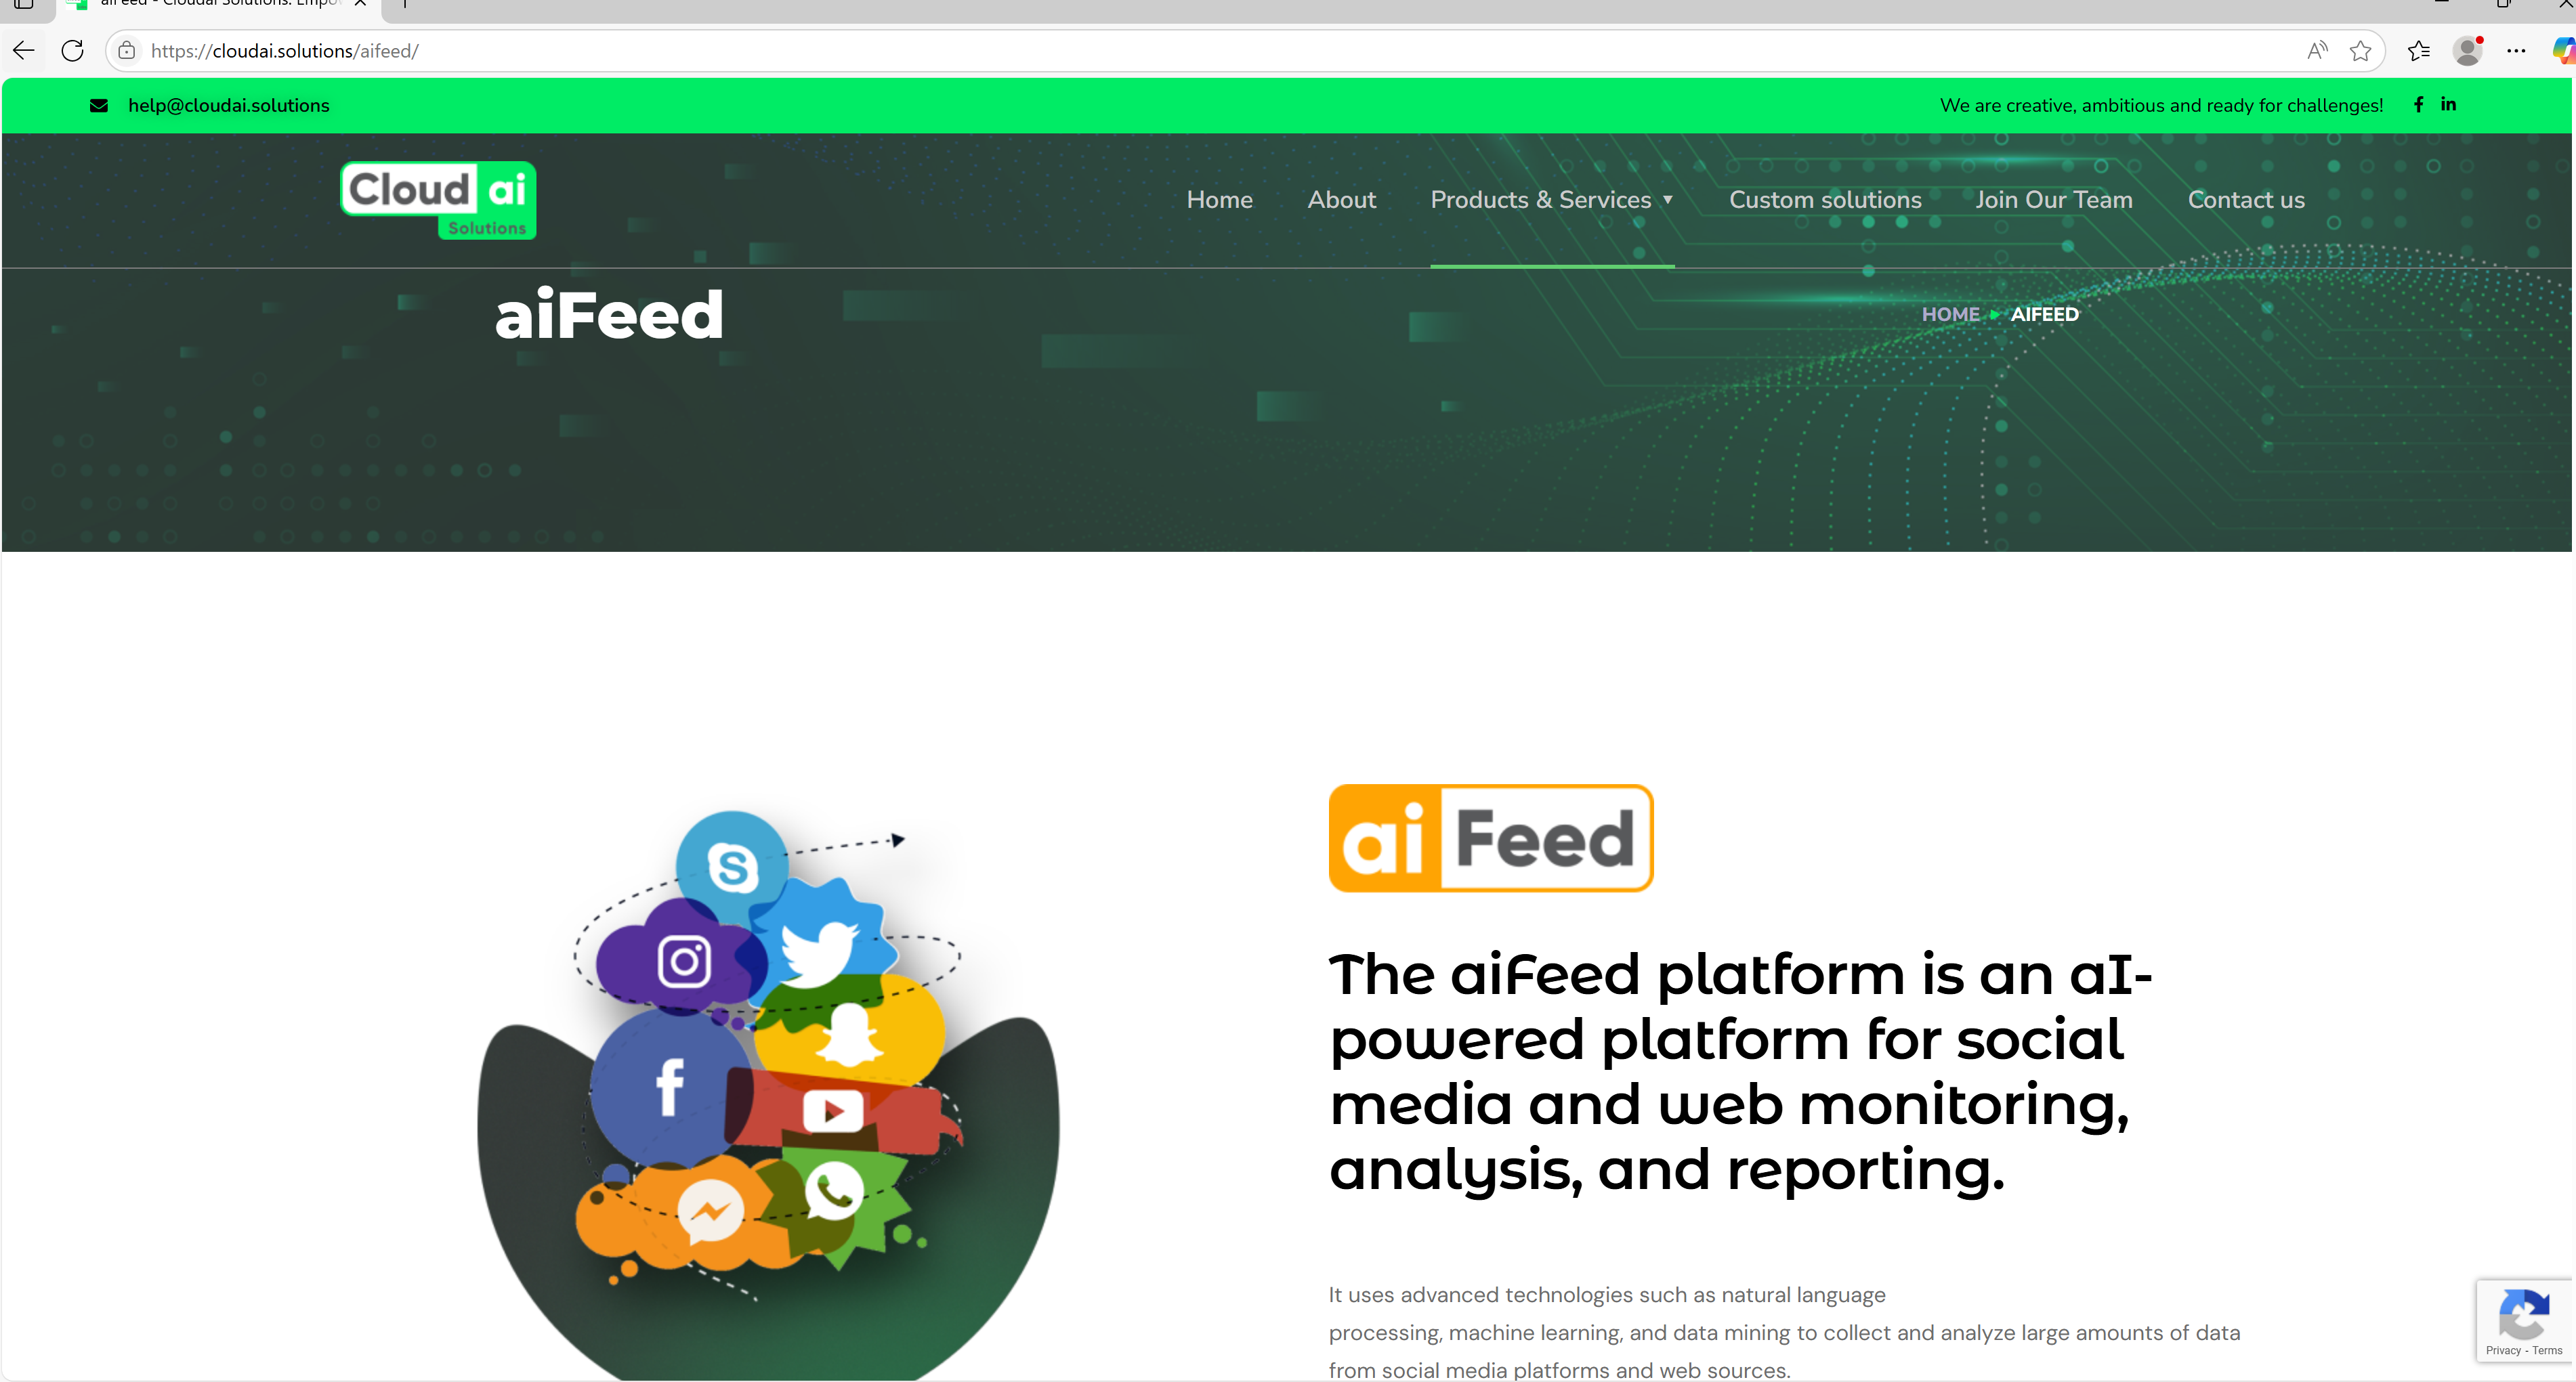 aiFeed - Cloudai Solutions: Empo
https://cloudai.solutions/aifeed/
help@cloudai.solutions
We are creative, ambitious and ready for challenges!
Cloud ai
Solutions
Home
About
Products & Services
Custom solutions
Join Our Team
Contact us
aiFeed
HOME
AIFEED
ai Feed
The aiFeed platform is an aI-
powered platform for social
media and web monitoring,
analysis, and reporting.
It uses advanced technologies such as natural language
processing, machine learning, and data mining to collect and analyze large amounts of data
from social media platforms and web sources.
Privacy - Terms